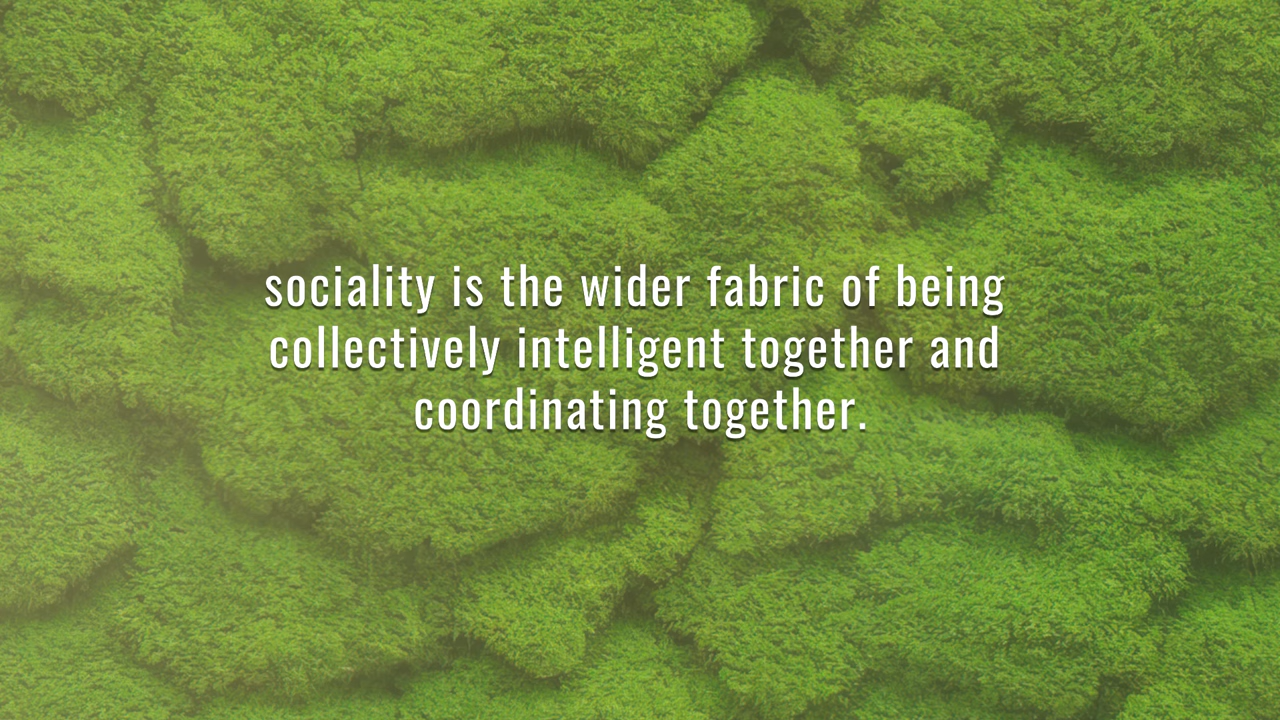 sociality is the wider fabric of being
collectively intelligent together and
coordinating together.